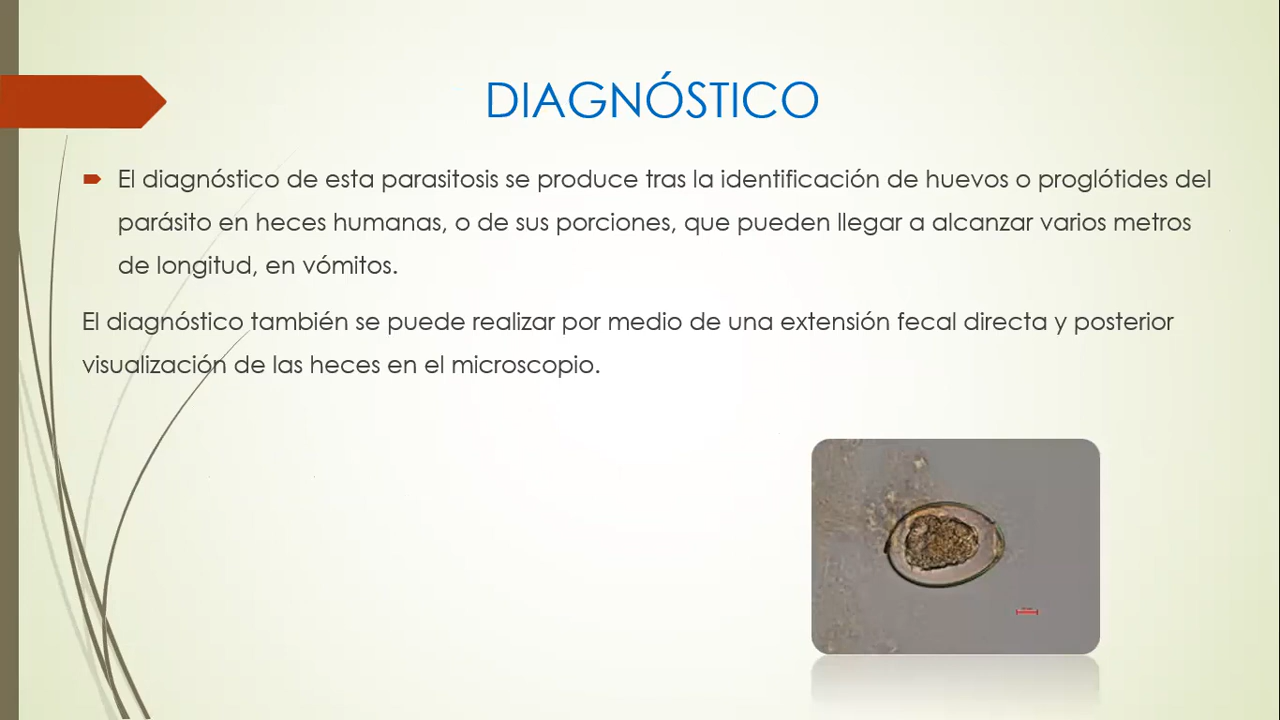 DIAGNÓSTICO
El diagnóstico de esta parasitosis se produce tras la identificación de huevos o proglótides del
parásito en heces humanas, o de sus porciones, que pueden llegar a alcanzar varios metros
de longitud, en vómitos.
El diagnóstico también se puede realizar por medio de una extensión fecal directa y posterior
visualización de las heces en el microscopio.